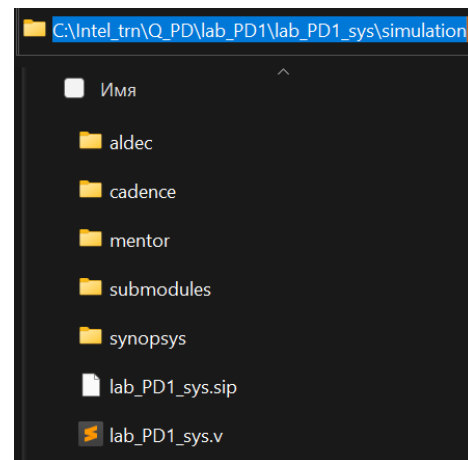 C:\Intel_trn\Q_PD\lab_PD1\lab_PD1_sys\simulation
Имя
aldec
cadence
mentor
submodules
synopsys
lab_PD1_sys.sip
lab_PD1_sys.v